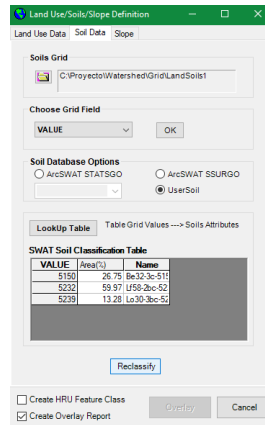 Land Use/Soils/Slope Definition
Land Use Data Soil Data Slope
Soils Grid
C:\Proyecto\Watershed\Grid\LandSoils1
Choose Grid Field
VALUE OK
Soil Database Options
ArcSWAT STATSGO ArcSWAT SSURGO
UserSoil
LookUp Table Table Grid Values ---> Soils Attributes
SWAT Soil Classification Table
VALUE Area(%) Name
5150 26.75 Be32-3c-515
5232 59.97 Lf58-2bc-52
5239 13.28 Lo30-3bc-52
Reclassify
Create HRU Feature Class
Create Overlay Report
Overlay Cancel